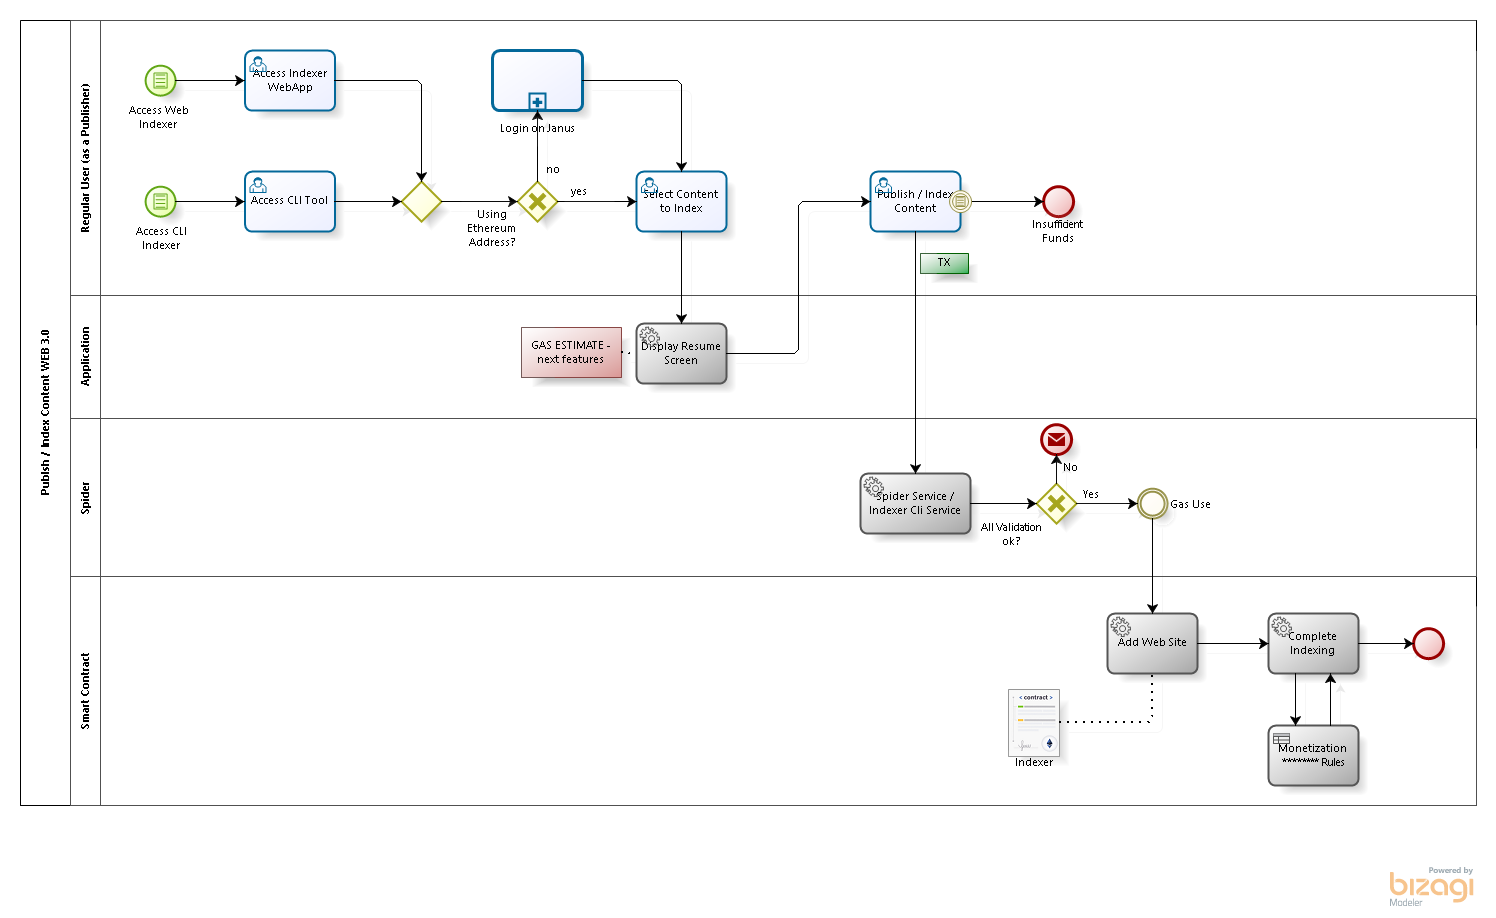 Publsh / Index Content WEB 3.0
Regular User (as a Publisher)
Access Web
Indexer
Access Indexer
WebApp
Login on Janus
no
yes
Access CLI
Indexer
Access CLI Tool
Using
Ethereum
Address?
Select Content
to Index
Publish / Index
Content
Insufficient
Funds
TX
Application
GAS ESTIMATE -
next features
Display Resume
Screen
Spider
Spider Service /
Indexer Cli Service
All Validation
ok?
No
Yes
Gas Use
Smart Contract
Add Web Site
Complete
Indexing
< contract >
Indexer
Monetization
******** Rules
Powered by
bizagi
Modeler